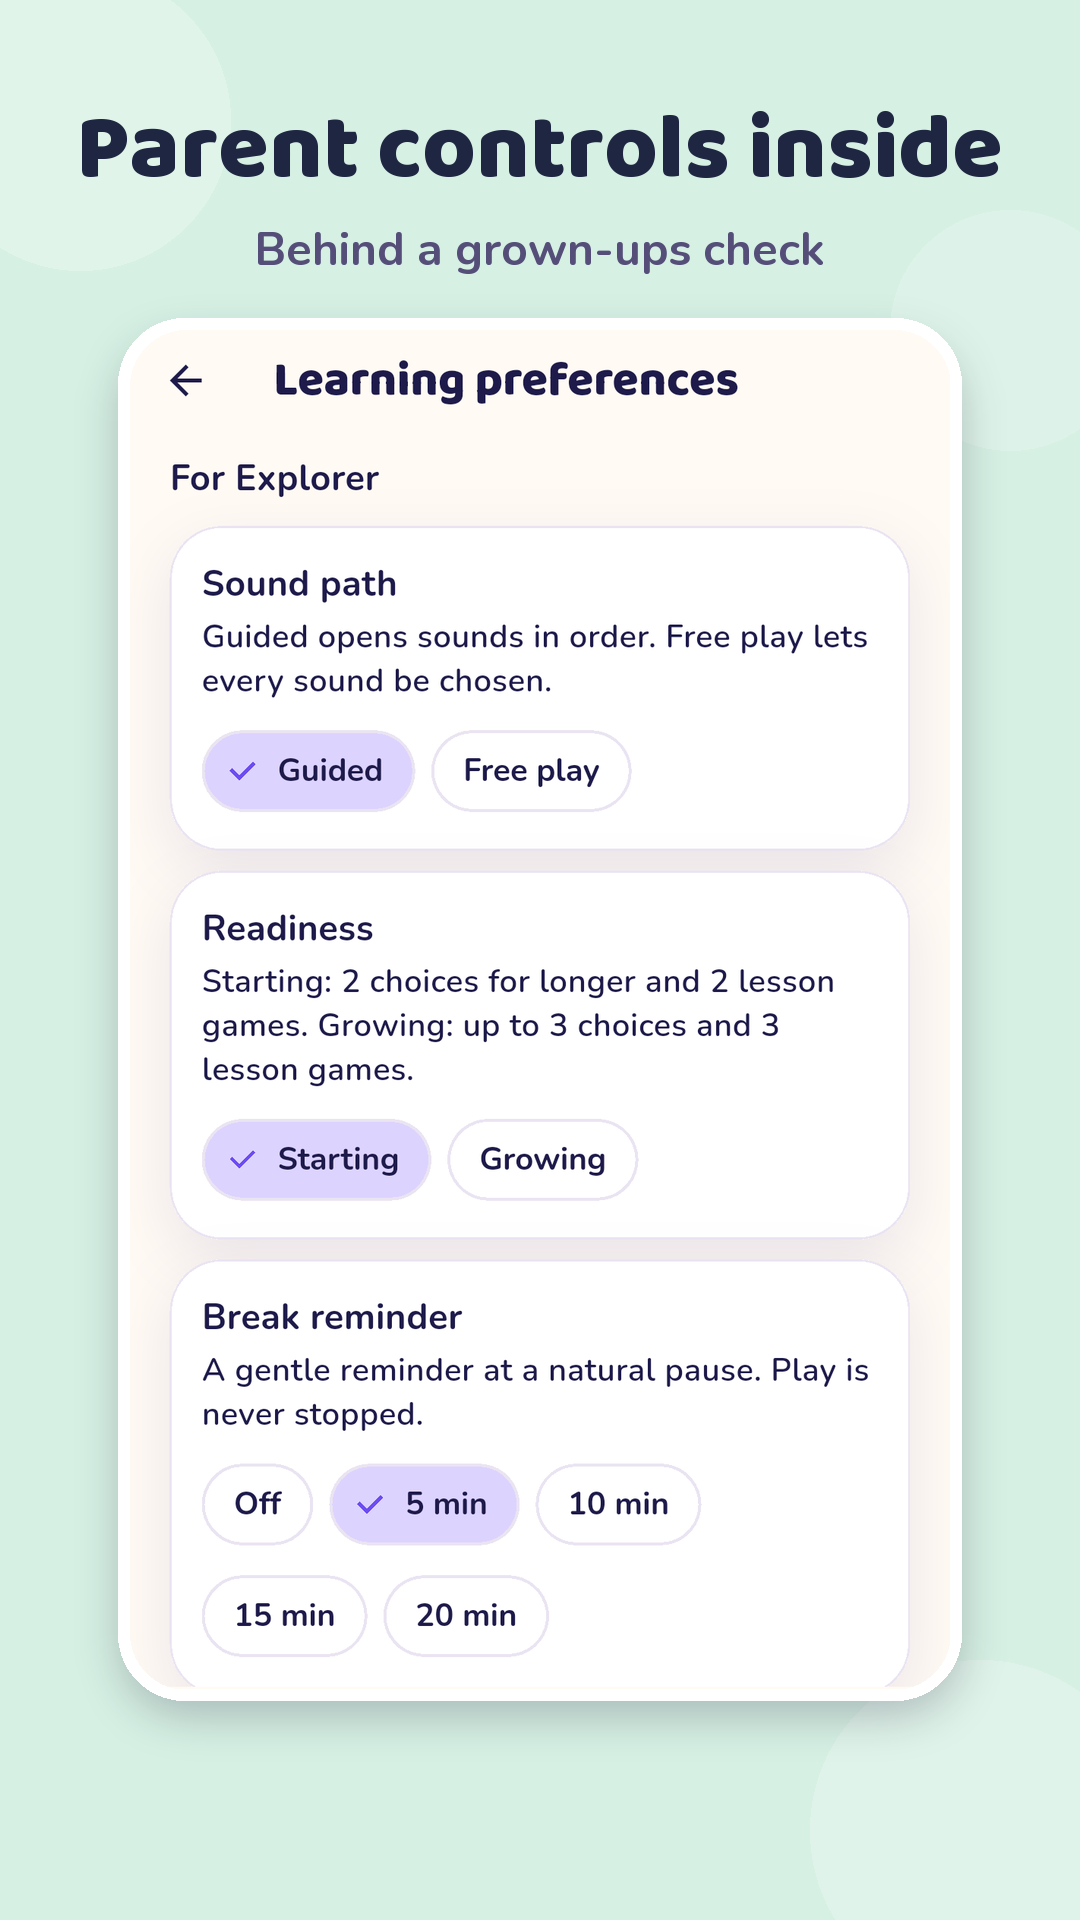 Parent controls inside
Behind a grown-ups check
Learning preferences
For Explorer
Sound path
Guided opens sounds in order. Free play lets
every sound be chosen.
Guided
Free play
Readiness
Starting: 2 choices for longer and 2 lesson
games. Growing: up to 3 choices and 3
lesson games.
Starting
Growing
Break reminder
A gentle reminder at a natural pause. Play is
never stopped.
Off
5 min
10 min
15 min
20 min